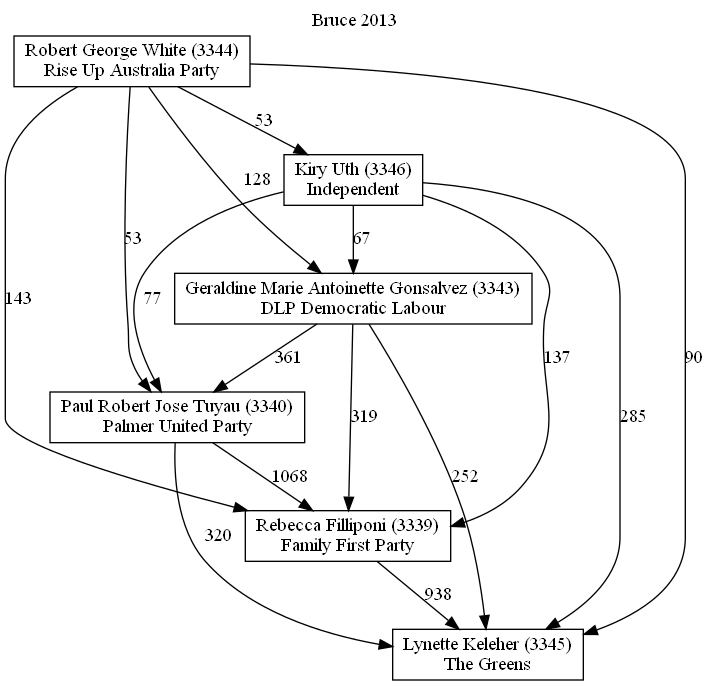 Bruce 2013
Robert George White (3344)
Rise Up Australia Party
53
Kiry Uth (3346)
Independent
128
67
53
77
143
Geraldine Marie Antoinette Gonsalvez (3343)
DLP Democratic Labour
361
137
90
Paul Robert Jose Tuyau (3340)
Palmer United Party
319
285
1068
252
Rebecca Filliponi (3339)
Family First Party
320
938
Lynette Keleher (3345)
The Greens